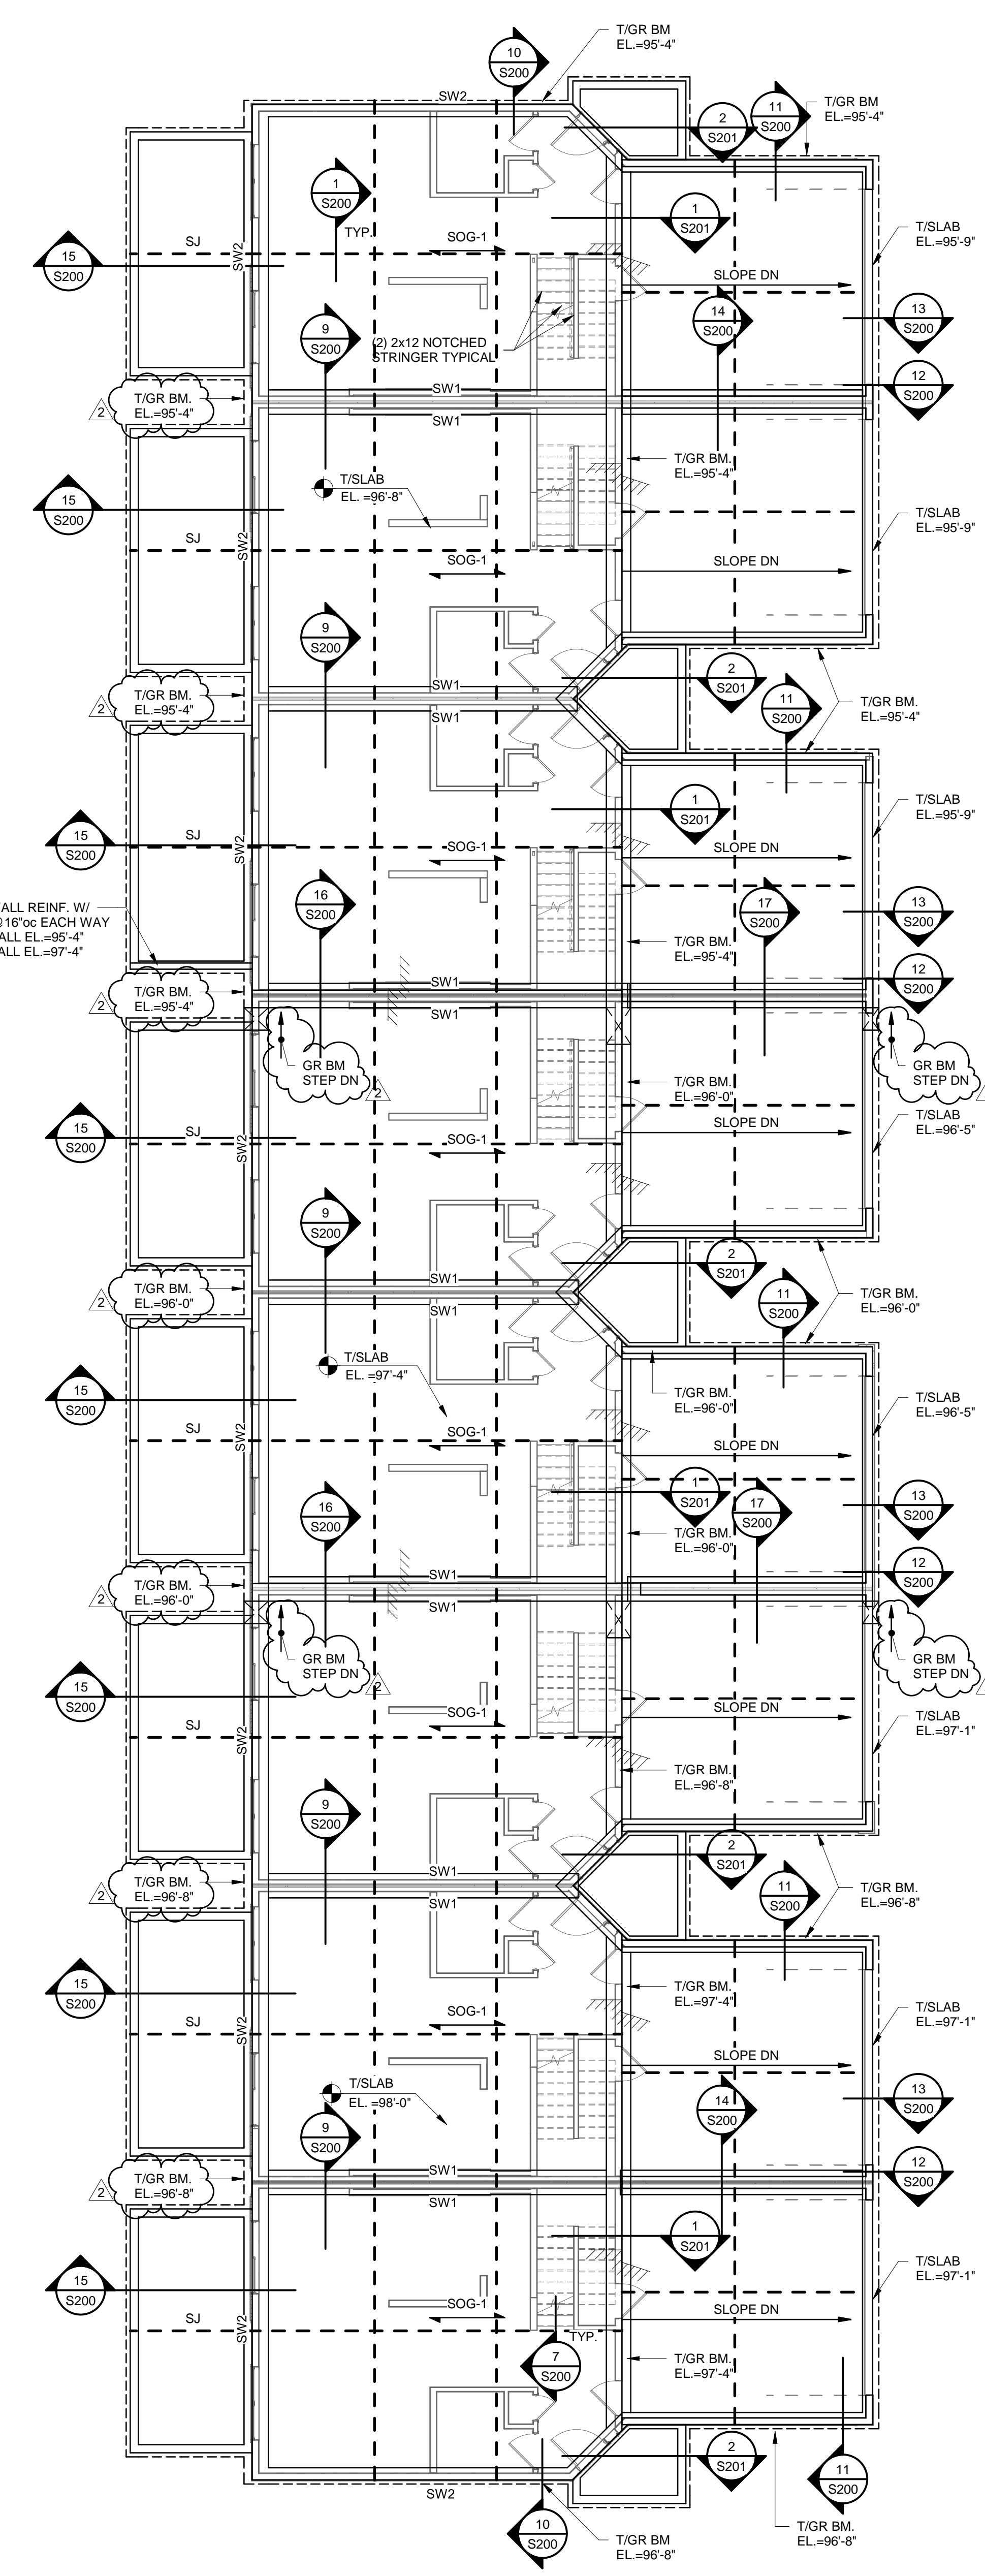 T/GR BM
EL.=95'-4"
10
S200
SW2
2
S201
11
S200
T/GR BM
EL.=95'-4"
1
S200
TYP.
1
S201
SJ
SW2
SOG-1
T/SLAB
EL.=95'-9"
15
S200
SLOPE DN
14
S200
13
S200
9
S200
(2) 2x12 NOTCHED
STRINGER TYPICAL
12
S200
T/GR BM.
EL.=95'-4"
2
SW1
SW1
T/GR BM.
EL.=95'-4"
T/SLAB
EL. =96'-8"
15
S200
T/SLAB
EL.=95'-9"
SJ
SW2
SOG-1
SLOPE DN
9
S200
2
S201
T/GR BM.
EL.=95'-4"
2
SW1
SW1
11
S200
T/GR BM.
EL.=95'-4"
1
S201
T/SLAB
EL.=95'-9"
15
S200
SJ
SW2
SOG-1
SLOPE DN
16
S200
17
S200
13
S200
ALL REINF. W/
@16"oc EACH WAY
ALL EL.=95'-4"
ALL EL.=97'-4"
T/GR BM.
EL.=95'-4"
12
S200
T/GR BM.
EL.=95'-4"
2
SW1
SW1
GR BM
STEP DN
2
GR BM
STEP DN
T/GR BM.
EL.=96'-0"
T/SLAB
EL.=96'-5"
15
S200
SJ
SW2
SOG-1
SLOPE DN
9
S200
2
S201
T/GR BM.
EL.=96'-0"
2
SW1
SW1
11
S200
T/GR BM.
EL.=96'-0"
T/SLAB
EL. =97'-4"
T/GR BM.
EL.=96'-0"
15
S200
T/SLAB
EL.=96'-5"
SJ
SW2
SOG-1
SLOPE DN
16
S200
1
S201
17
S200
13
S200
T/GR BM.
EL.=96'-0"
12
S200
T/GR BM.
EL.=96'-0"
2
SW1
SW1
GR BM
STEP DN
2
GR BM
STEP DN
15
S200
SJ
SW2
SOG-1
SLOPE DN
T/SLAB
EL.=97'-1"
T/GR BM.
EL.=96'-8"
9
S200
2
S201
T/GR BM.
EL.=96'-8"
2
SW1
SW1
11
S200
T/GR BM.
EL.=96'-8"
15
S200
T/GR BM.
EL.=97'-4"
T/SLAB
EL.=97'-1"
SJ
SW2
SOG-1
SLOPE DN
T/SLAB
EL. =98'-0"
9
S200
14
S200
13
S200
12
S200
T/GR BM.
EL.=96'-8"
2
SW1
SW1
1
S201
15
S200
T/SLAB
EL.=97'-1"
SJ
SW2
SOG-1
SLOPE DN
TYP.
7
S200
T/GR BM.
EL.=97'-4"
2
S201
11
S200
SW2
10
S200
T/GR BM
EL.=96'-8"
T/GR BM.
EL.=96'-8"